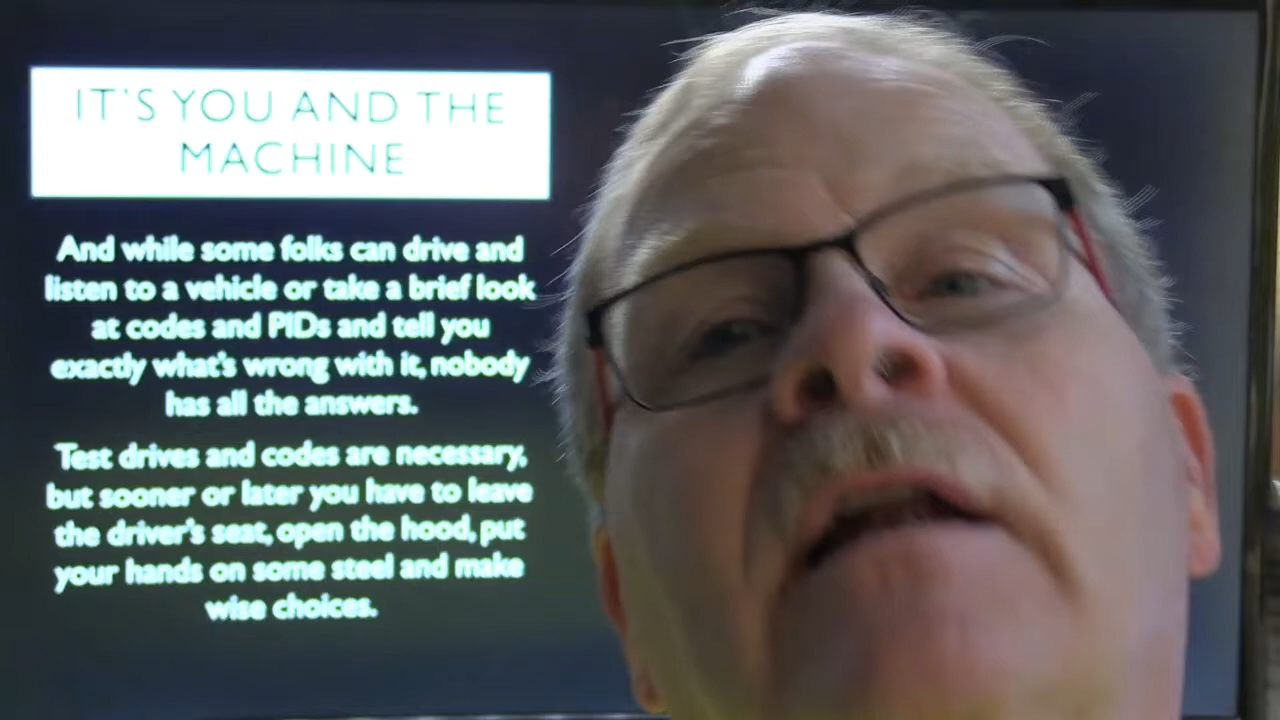 IT'S YOU AND THE
MACHINE
And while some folks can drive and
listen to a vehicle or take a brief look
at codes and PIDs and tell you
exactly what's wrong with it, nobody
has all the answers.
Test drives and codes are necessary,
but sooner or later you have to leave
the driver's seat, open the hood, put
your hands on some steel and make
wise choices.